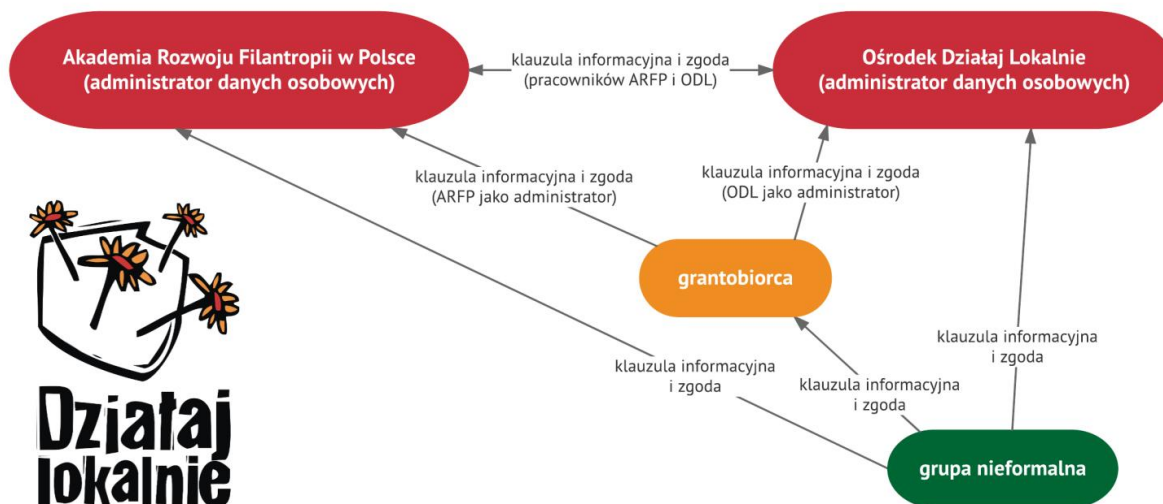 Akademia Rozwoju Filantropii w Polsce
(administrator danych osobowych)
klauzula informacyjna i zgoda
(pracowników ARFP i ODL)
Ośrodek Działaj Lokalnie
(administrator danych osobowych)
klauzula informacyjna i zgoda
(ARFP jako administrator)
klauzula informacyjna i zgoda
(ODL jako administrator)
grantobiorca
klauzula informacyjna
i zgoda
klauzula informacyjna
i zgoda
klauzula informacyjna
i zgoda
grupa nieformalna
Działaj
lokalnie